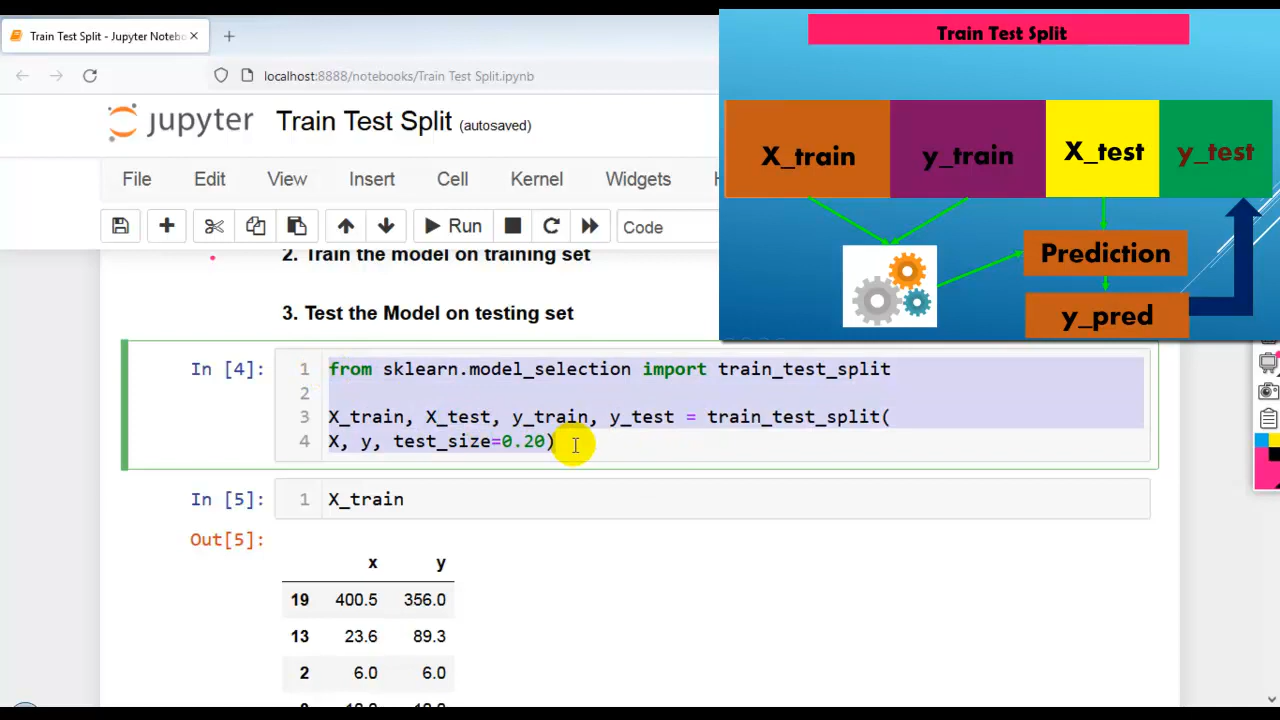 Train Test Split - Jupyter Notebo
localhost:8888/notebooks/Train Test Split.ipynb
jupyter Train Test Split (autosaved)
File Edit View Insert Cell Kernel Widgets
Run Code
2. Train the model on training set
3. Test the Model on testing set
In [4]:
1 from sklearn.model_selection import train_test_split
2
3 X_train, X_test, y_train, y_test = train_test_split(
4 X, y, test_size=0.20)
In [5]: 1 X_train
Out[5]:
x y
19 400.5 356.0
13 23.6 89.3
2 6.0 6.0
Train Test Split
X_train y_train X_test y_test
Prediction
y_pred